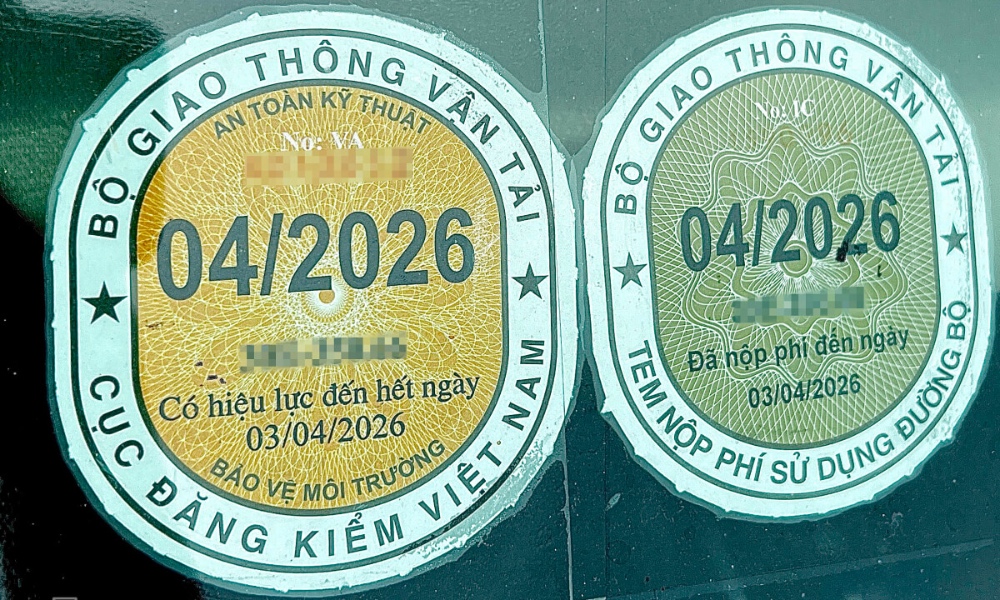 BỘ GIAO THÔNG VẬN TẢI
AN TOÀN KỸ THUẬT
No: VA
04/2026
Có hiệu lực đến hết ngày
03/04/2026
BẢO VỆ MÔI TRƯỜNG
CỤC ĐĂNG KIỂM VIỆT NAM
BỘ GIAO THÔNG VẬN TẢI
No: IC
04/2026
Đã nộp phí đến ngày
03/04/2026
TEM NỘP PHÍ SỬ DỤNG ĐƯỜNG BỘ